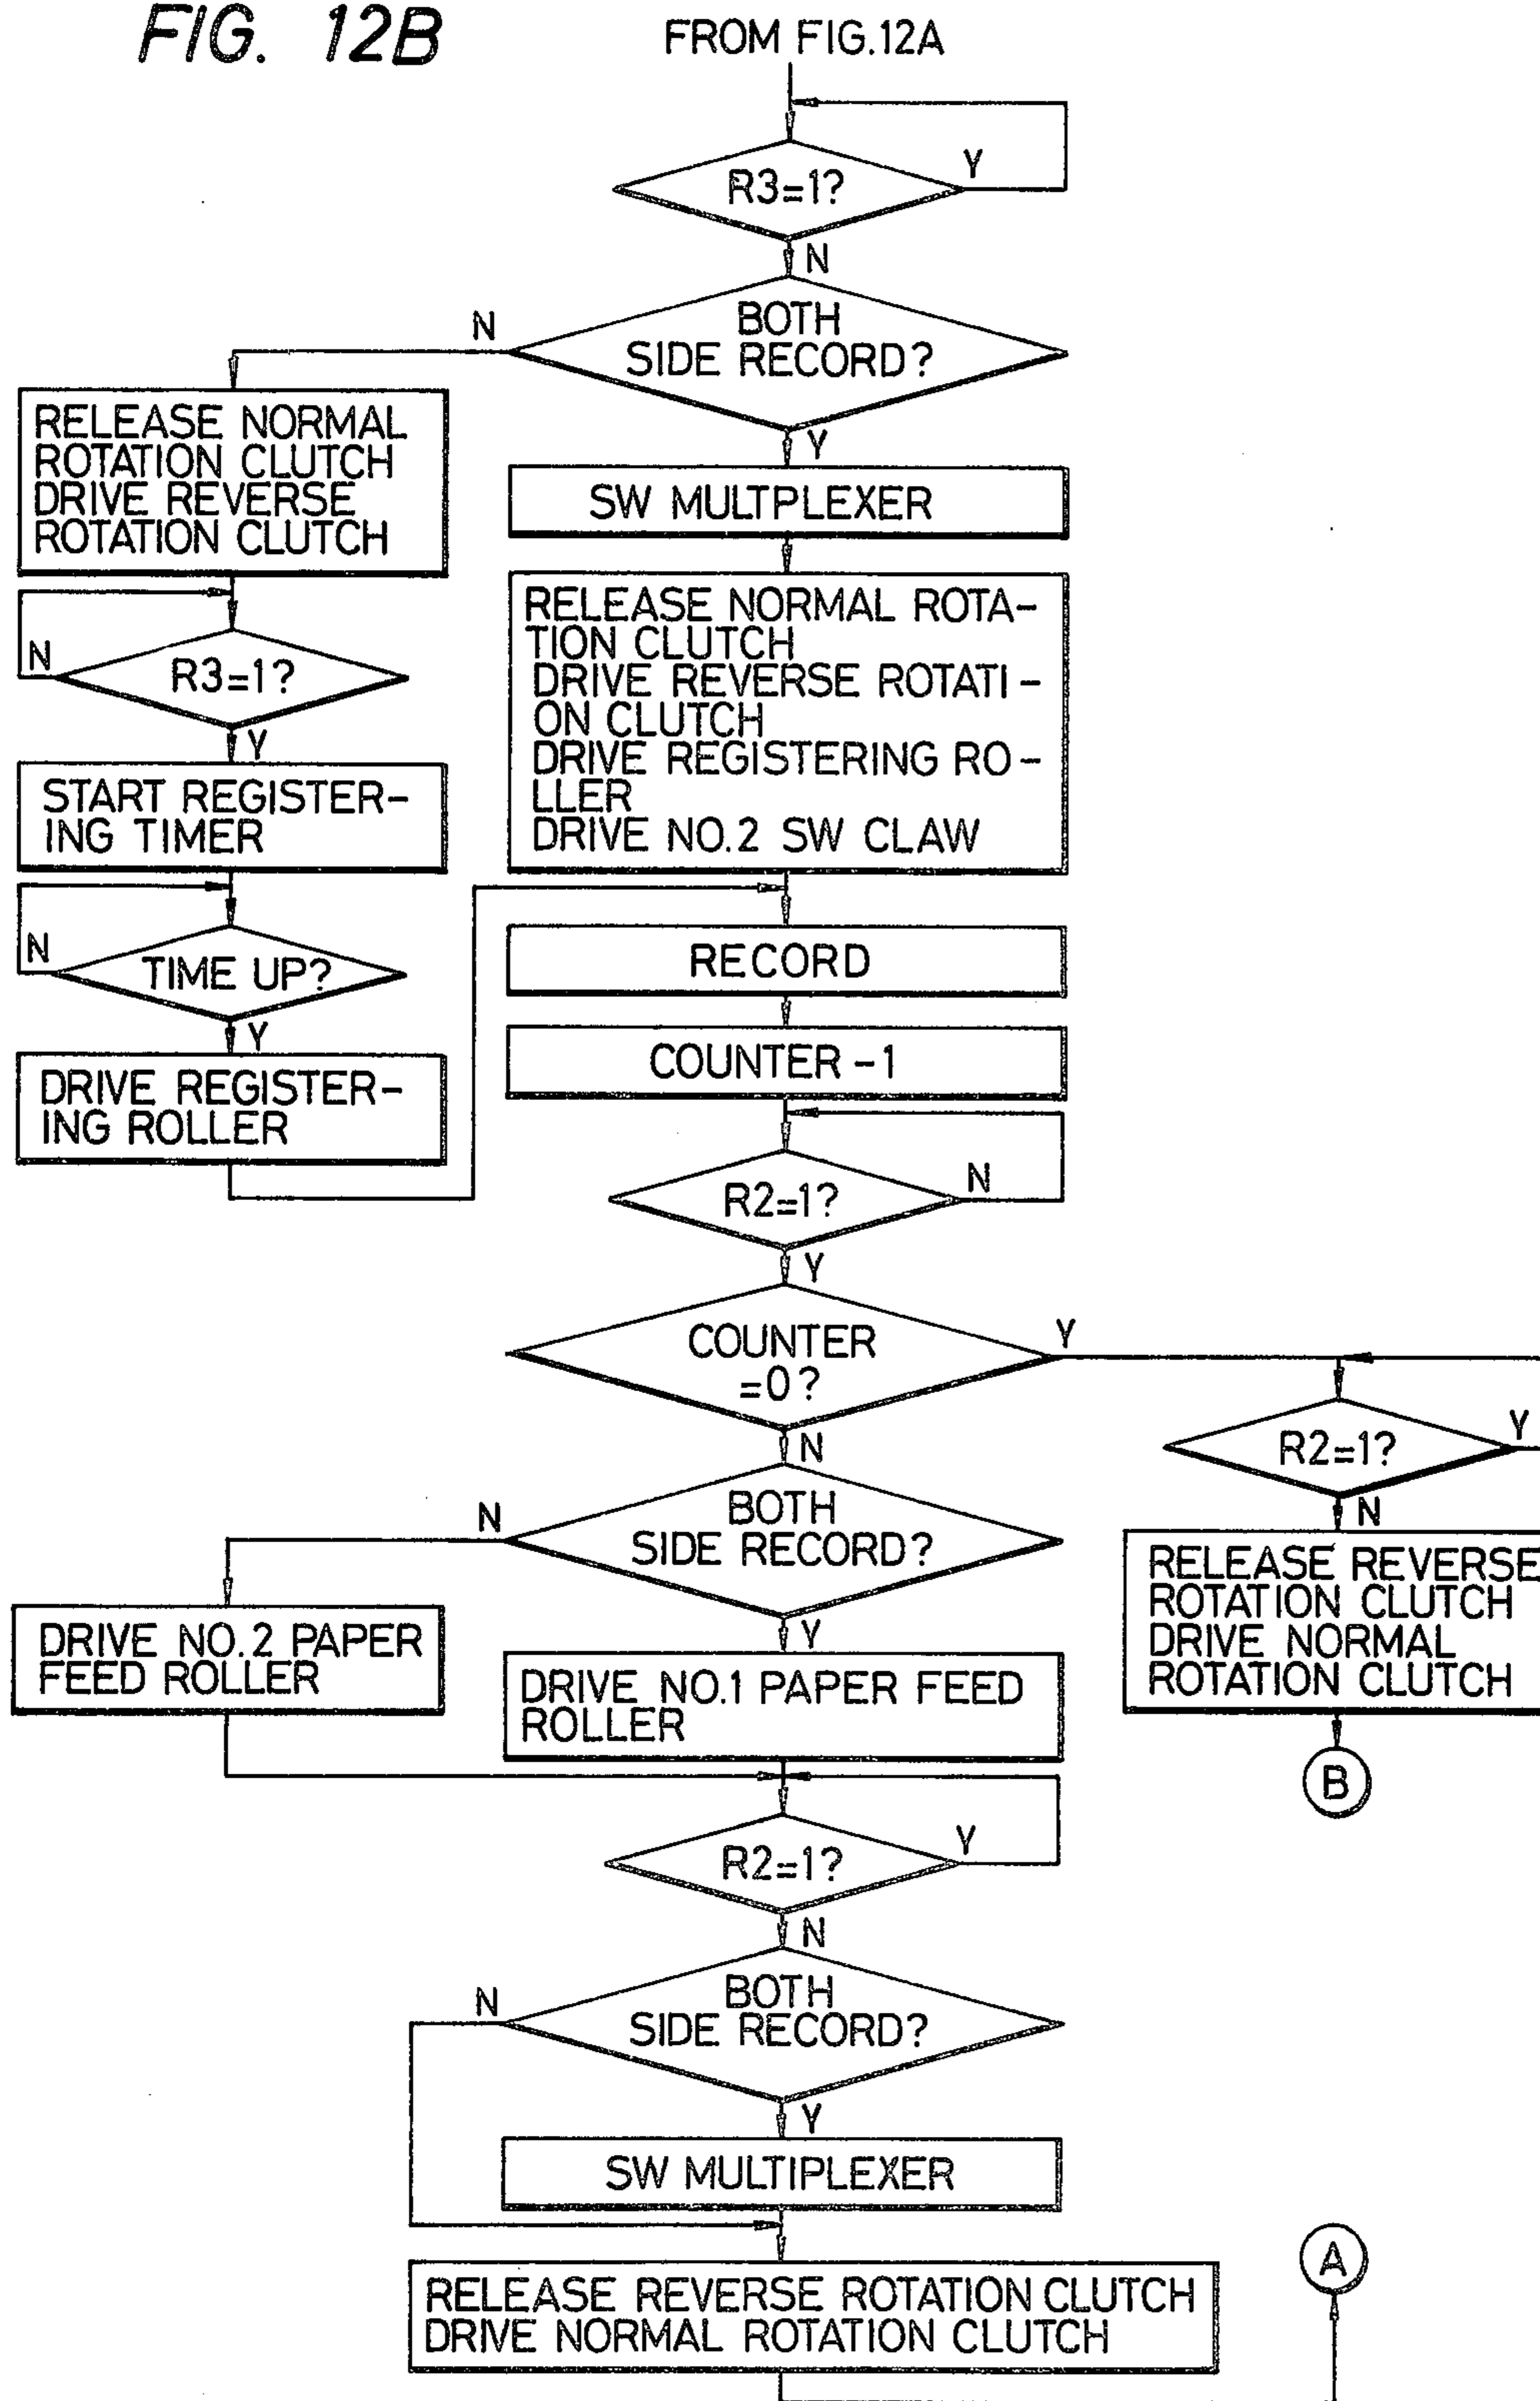 FIG. 12B
FROM FIG.12A
R3=1?
Y
N
BOTH
SIDE RECORD?
N
Y
RELEASE NORMAL
ROTATION CLUTCH
DRIVE REVERSE
ROTATION CLUTCH
SW MULTPLEXER
R3=1?
N
Y
RELEASE NORMAL ROTA-
TION CLUTCH
DRIVE REVERSE ROTATI-
ON CLUTCH
DRIVE REGISTERING RO-
LLER
DRIVE NO.2 SW CLAW
START REGISTER-
ING TIMER
TIME UP?
N
Y
DRIVE REGISTER-
ING ROLLER
RECORD
COUNTER -1
R2=1?
N
Y
COUNTER
=0?
Y
N
R2=1?
Y
N
RELEASE REVERSE
ROTATION CLUTCH
DRIVE NORMAL
ROTATION CLUTCH
B
BOTH
SIDE RECORD?
N
Y
DRIVE NO.2 PAPER
FEED ROLLER
DRIVE NO.1 PAPER FEED
ROLLER
R2=1?
Y
N
BOTH
SIDE RECORD?
N
Y
SW MULTIPLEXER
RELEASE REVERSE ROTATION CLUTCH
DRIVE NORMAL ROTATION CLUTCH
A